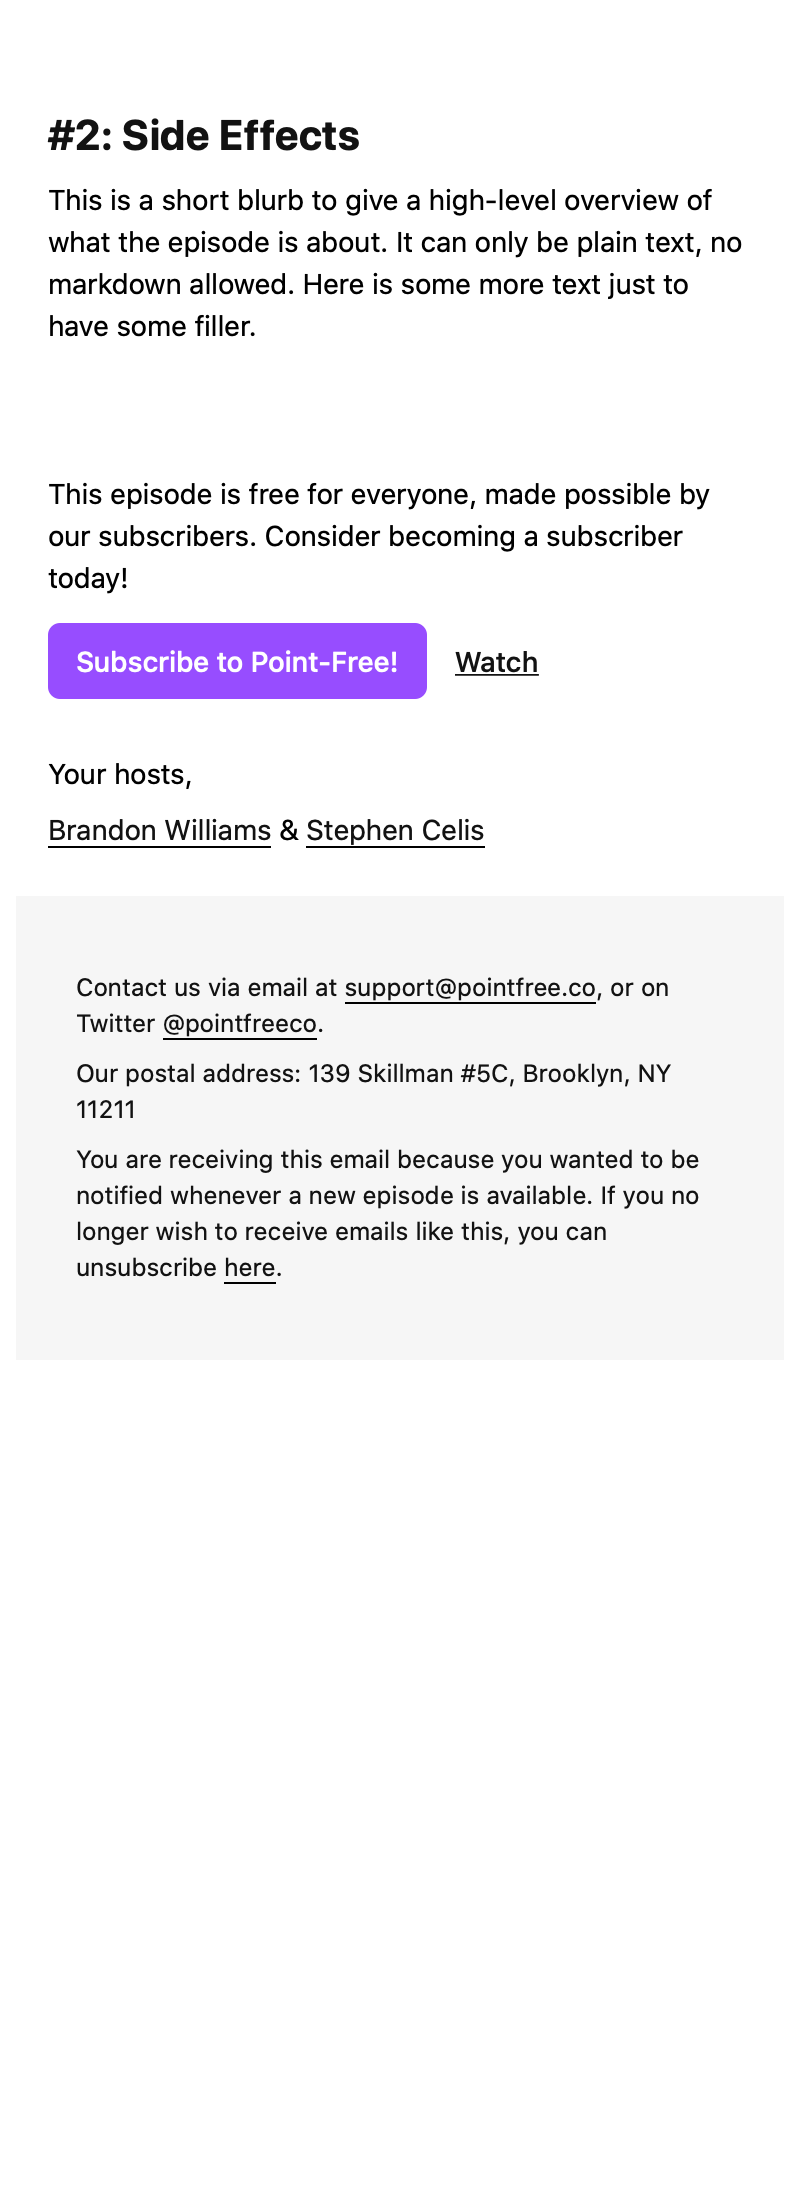 #2: Side Effects
This is a short blurb to give a high-level overview of
what the episode is about. It can only be plain text, no
markdown allowed. Here is some more text just to
have some filler.
This episode is free for everyone, made possible by
our subscribers. Consider becoming a subscriber
today!
Subscribe to Point-Free! Watch
Your hosts,
Brandon Williams & Stephen Celis
Contact us via email at support@pointfree.co, or on
Twitter @pointfreeco.
Our postal address: 139 Skillman #5C, Brooklyn, NY
11211
You are receiving this email because you wanted to be
notified whenever a new episode is available. If you no
longer wish to receive emails like this, you can
unsubscribe here.